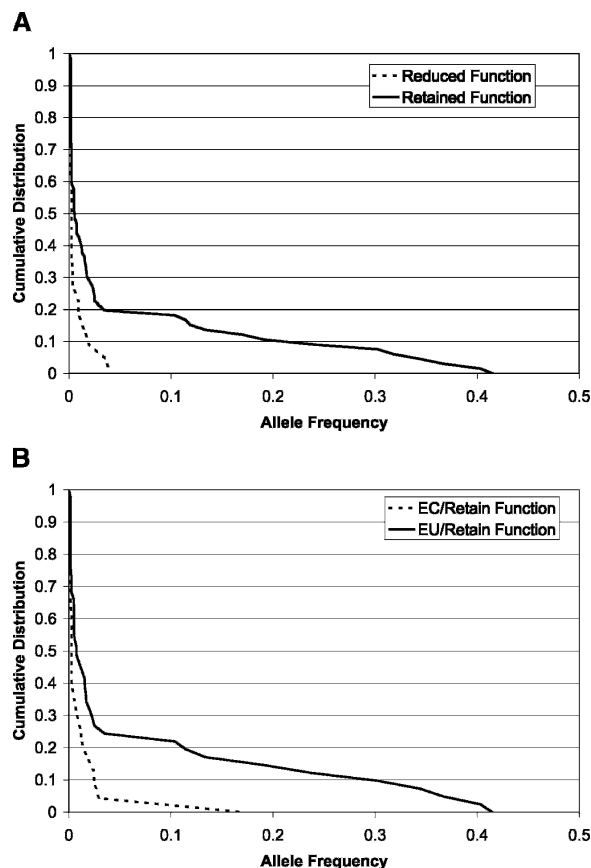 A
1
0.9
0.8
0.7
0.6
0.5
0.4
0.3
0.2
0.1
0
Cumulative Distribution
Reduced Function
Retained Function
0 0.1 0.2 0.3 0.4 0.5
Allele Frequency
B
1
0.9
0.8
0.7
0.6
0.5
0.4
0.3
0.2
0.1
0
Cumulative Distribution
EC/Retain Function
EU/Retain Function
0 0.1 0.2 0.3 0.4 0.5
Allele Frequency